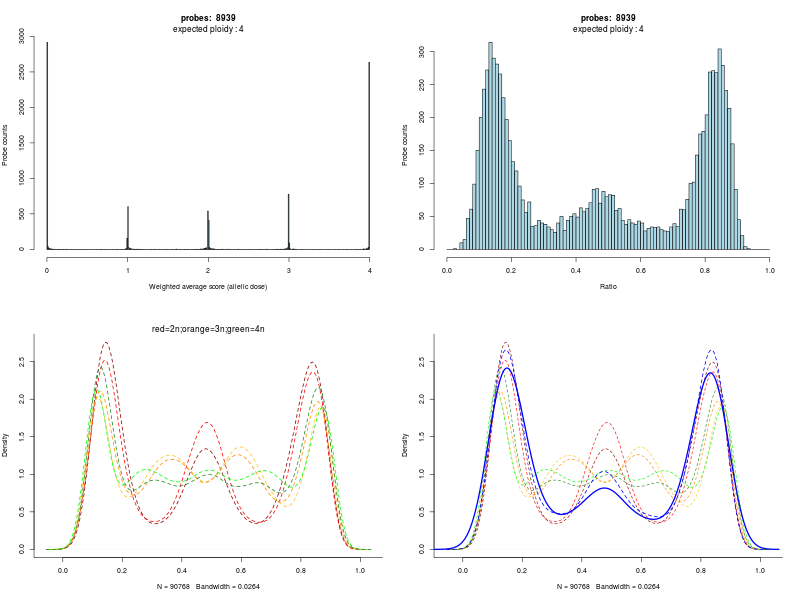 probes: 8939
expected ploidy : 4
Probe counts
3000
2500
2000
1500
1000
500
0
0 1 2 3 4
Weighted average score (allelic dose)
probes: 8939
expected ploidy : 4
Probe counts
300
250
200
150
100
50
0
0.0 0.2 0.4 0.6 0.8 1.0
Ratio
red=2n;orange=3n;green=4n
Density
2.5
2.0
1.5
1.0
0.5
0.0
0.0 0.2 0.4 0.6 0.8 1.0
N = 90768 Bandwidth = 0.0264
Density
2.5
2.0
1.5
1.0
0.5
0.0
0.0 0.2 0.4 0.6 0.8 1.0
N = 90768 Bandwidth = 0.0264